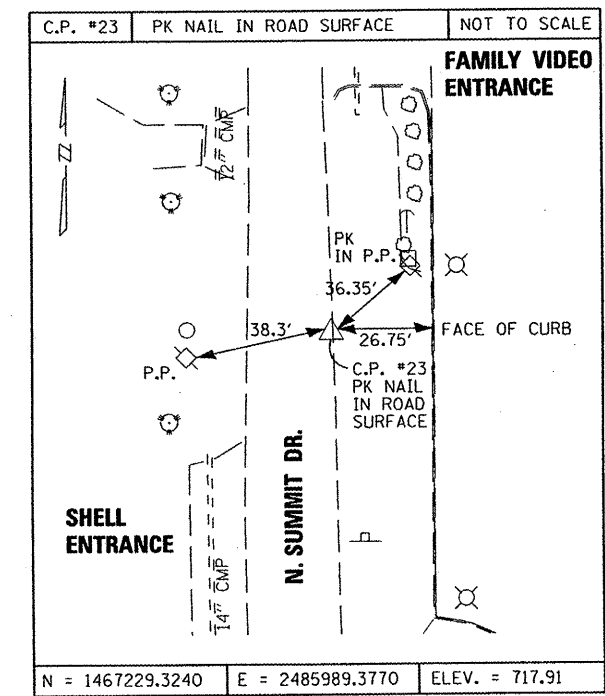 C.P. #23
PK NAIL IN ROAD SURFACE
NOT TO SCALE
FAMILY VIDEO
ENTRANCE
N
12" CMP
PK
IN P.P.
36.35'
38.3'
26.75'
FACE OF CURB
P.P.
C.P. #23
PK NAIL
IN ROAD
SURFACE
N. SUMMIT DR.
SHELL
ENTRANCE
14" CMP
N = 1467229.3240
E = 2485989.3770
ELEV. = 717.91